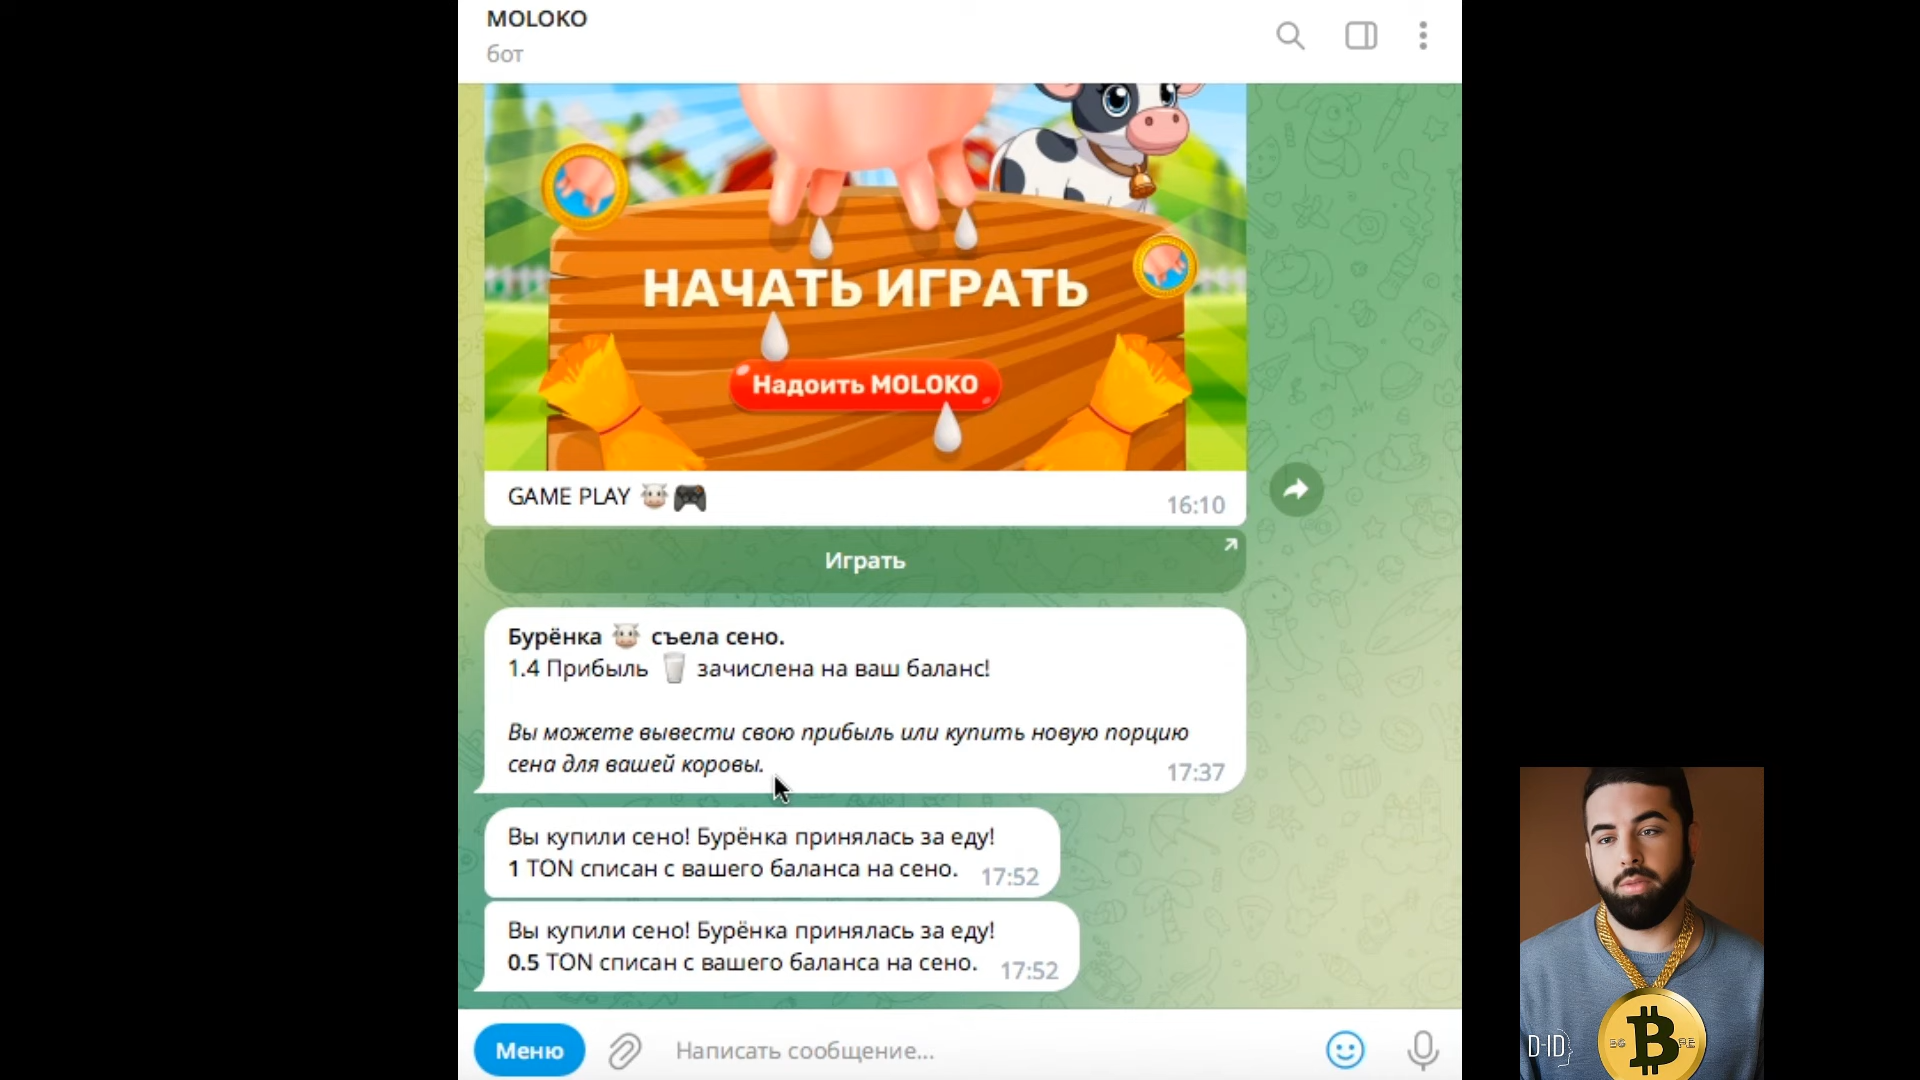 MOLOKO
бот
НАЧАТЬ ИГРАТЬ
Надоить MOLOKO
GAME PLAY
16:10
Играть
Бурёнка съела сено.
1.4 Прибыль зачислена на ваш баланс!
Вы можете вывести свою прибыль или купить новую порцию
сена для вашей коровы.
17:37
Вы купили сено! Бурёнка принялась за еду!
1 TON списан с вашего баланса на сено.
17:52
Вы купили сено! Бурёнка принялась за еду!
0.5 TON списан с вашего баланса на сено.
17:52
Меню
Написать сообщение...
D-ID